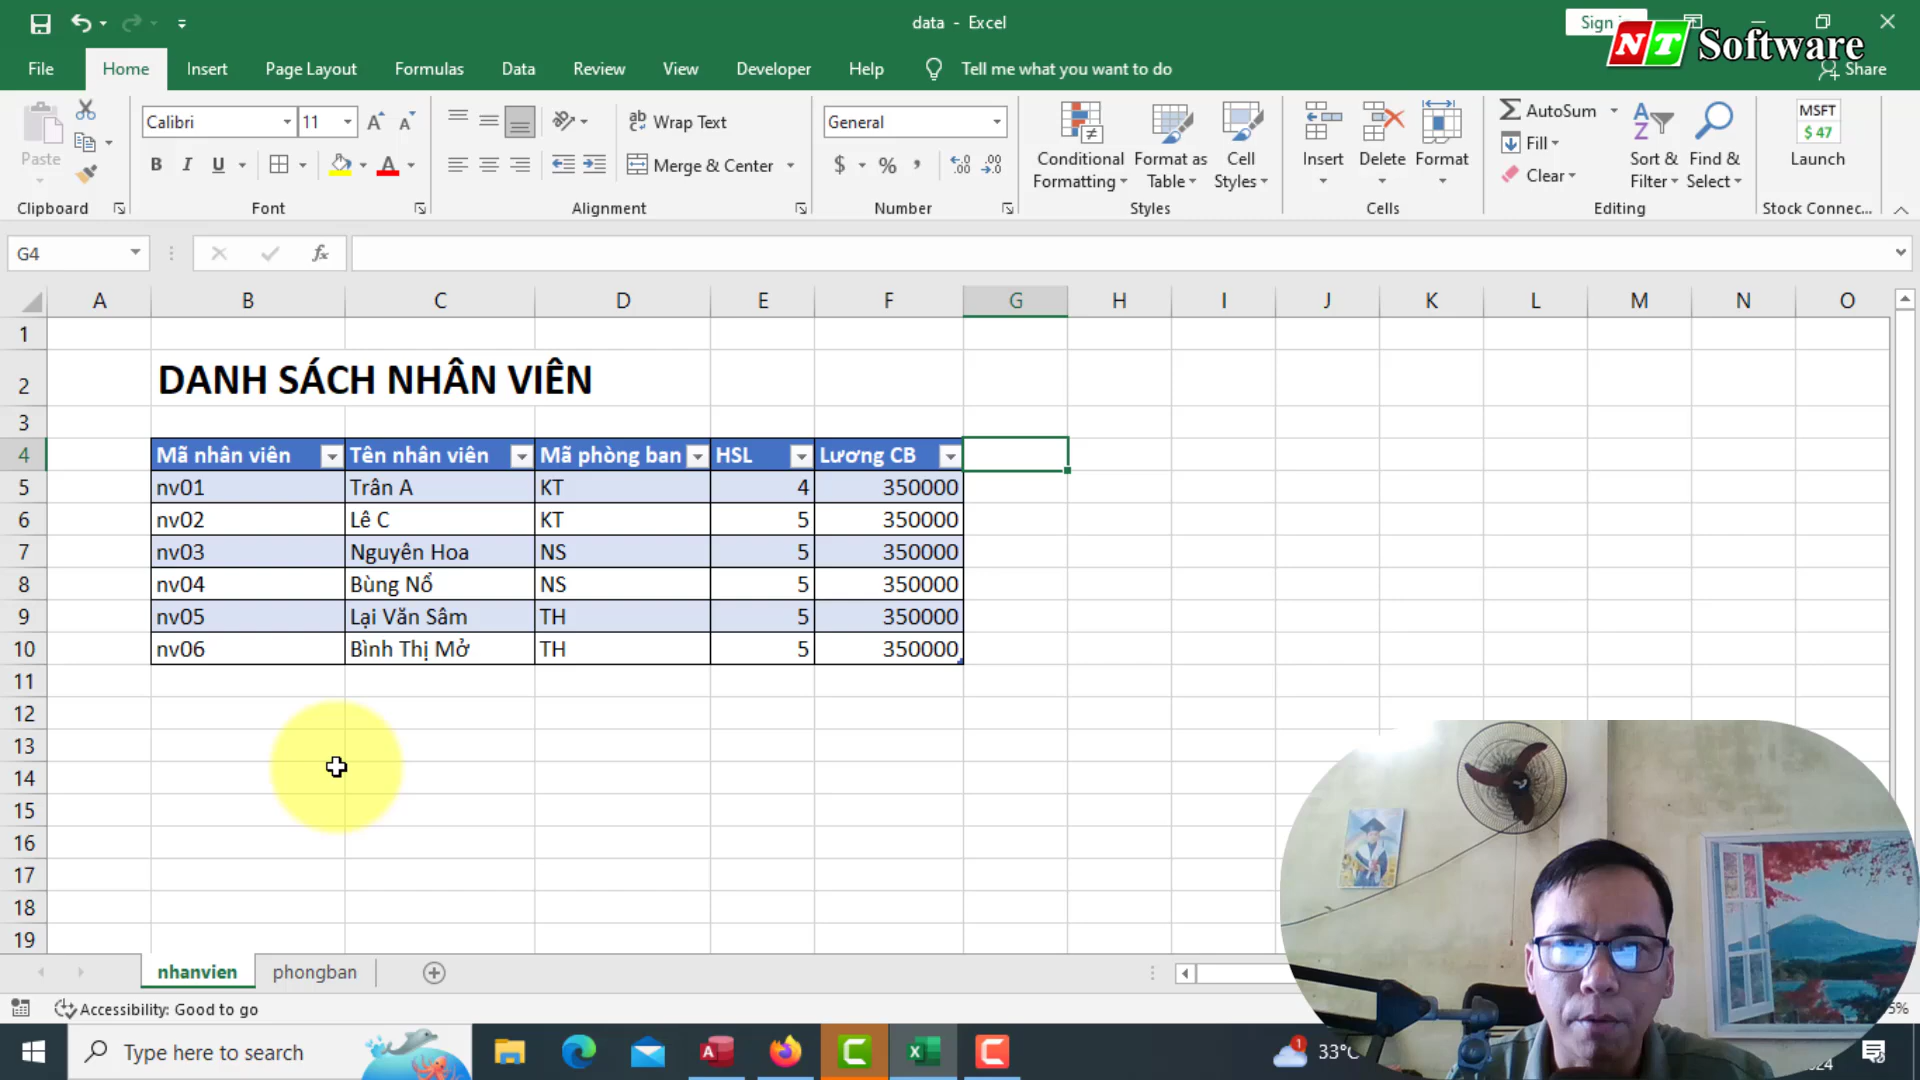 data - Excel
Sign
NT Software
File Home Insert Page Layout Formulas Data Review View Developer Help Tell me what you want to do Share
Paste
Calibri 11
B I U A
Wrap Text
Merge & Center
General
$ % ,
Conditional Formatting
Format as Table
Cell Styles
Insert
Delete
Format
AutoSum
Fill
Clear
Sort & Filter
Find & Select
MSFT
$ 47
Launch
Clipboard Font Alignment Number Styles Cells Editing Stock Connec...
G4 fx
A B C D E F G H I J K L M N O
1
2 DANH SÁCH NHÂN VIÊN
3
4 Mã nhân viên Tên nhân viên Mã phòng ban HSL Lương CB
5 nv01 Trân A KT 4 350000
6 nv02 Lê C KT 5 350000
7 nv03 Nguyên Hoa NS 5 350000
8 nv04 Bùng Nổ NS 5 350000
9 nv05 Lại Văn Sâm TH 5 350000
10 nv06 Bình Thị Mở TH 5 350000
11
12
13
14
15
16
17
18
19
nhanvien phongban
Accessibility: Good to go
Type here to search
33°C